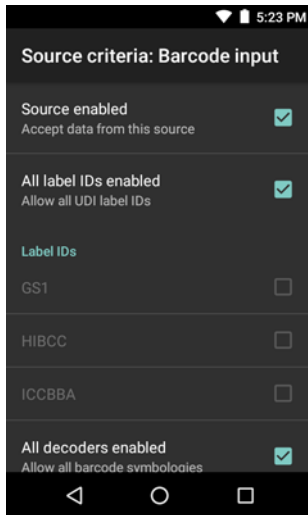 5:23 PM
Source criteria: Barcode input
Source enabled
Accept data from this source
All label IDs enabled
Allow all UDI label IDs
Label IDs
GS1
HIBCC
ICCBBA
All decoders enabled
Allow all barcode symbologies